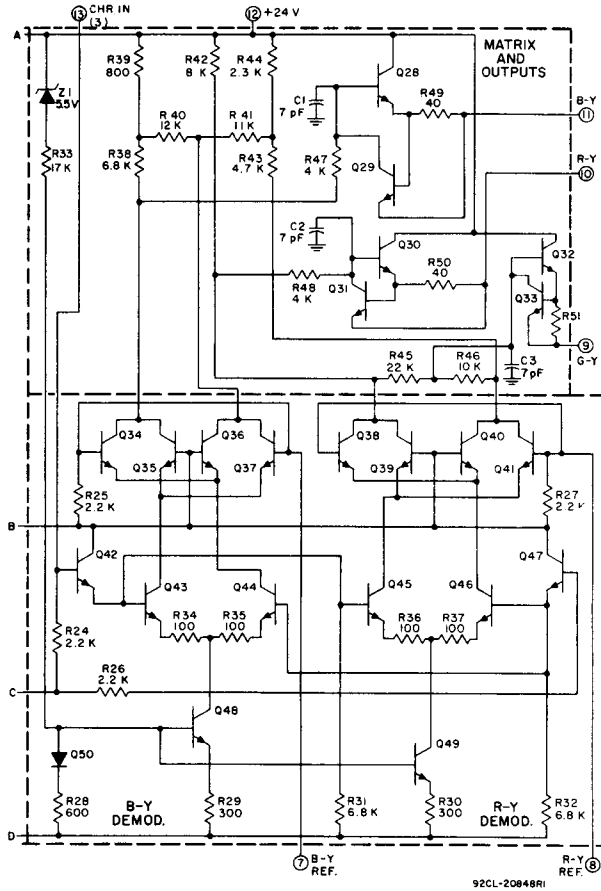 13 CHR IN
(3)
12 +24 V
A
R39
800
R42
8 K
R44
2.3 K
MATRIX
AND
OUTPUTS
Z1
5.5V
C1
7 pF
Q28
R49
40
B-Y
11
R33
17K
R40
12 K
R41
11 K
R38
6.8 K
R43
4.7 K
R47
4 K
Q29
R-Y
10
C2
7 pF
Q30
Q32
R48
4 K
Q31
R50
40
Q33
R51
9
G-Y
R45
22 K
R46
10 K
C3
7pF
Q34
Q35
Q36
Q37
Q38
Q39
Q40
Q41
R25
2.2 K
R27
2.2K
B
Q42
Q43
Q44
Q45
Q46
Q47
R24
2.2 K
R34
100
R35
100
R36
100
R37
100
C
R26
2.2 K
Q48
Q49
Q50
R28
600
B-Y
DEMOD.
R29
300
R31
6.8 K
R30
300
R-Y
DEMOD.
R32
6.8 K
D
7 B-Y
REF.
R-Y
REF. 8
92CL-20848R1